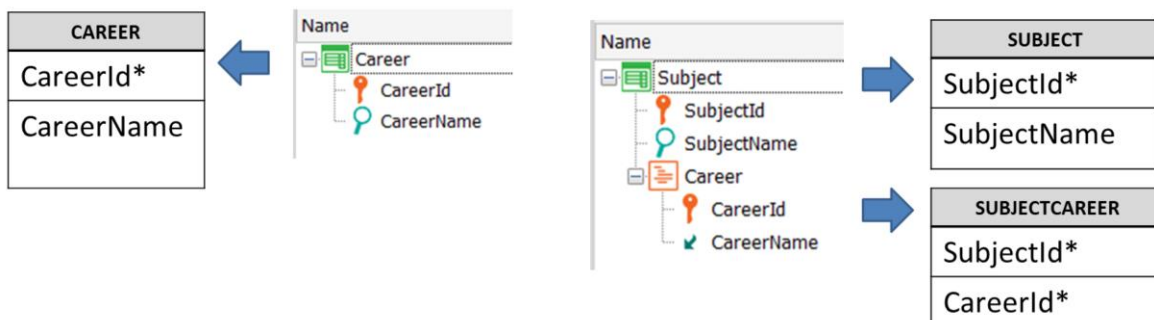 CAREER
CareerId*
CareerName
Name
Career
CareerId
CareerName
Name
Subject
SubjectId
SubjectName
Career
CareerId
CareerName
SUBJECT
SubjectId*
SubjectName
SUBJECTCAREER
SubjectId*
CareerId*